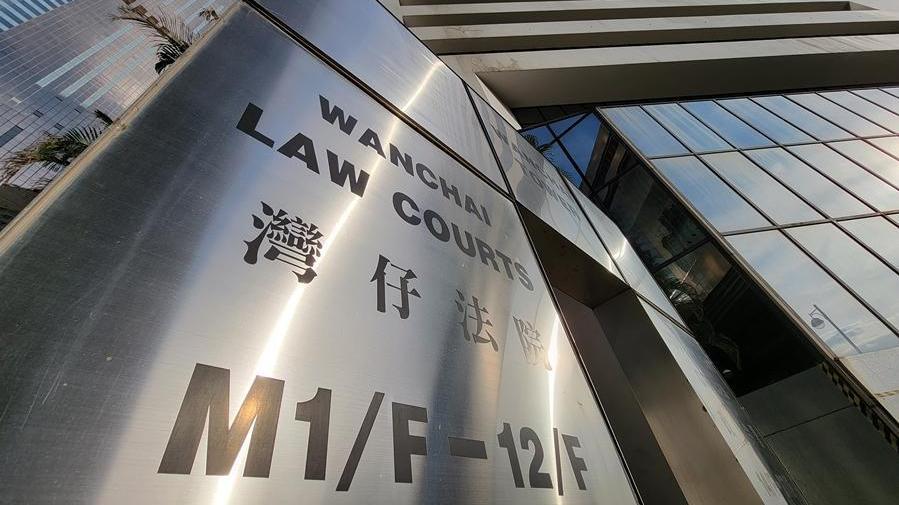 WANCHAI
LAW COURTS
灣仔法院
M1/F-12/F